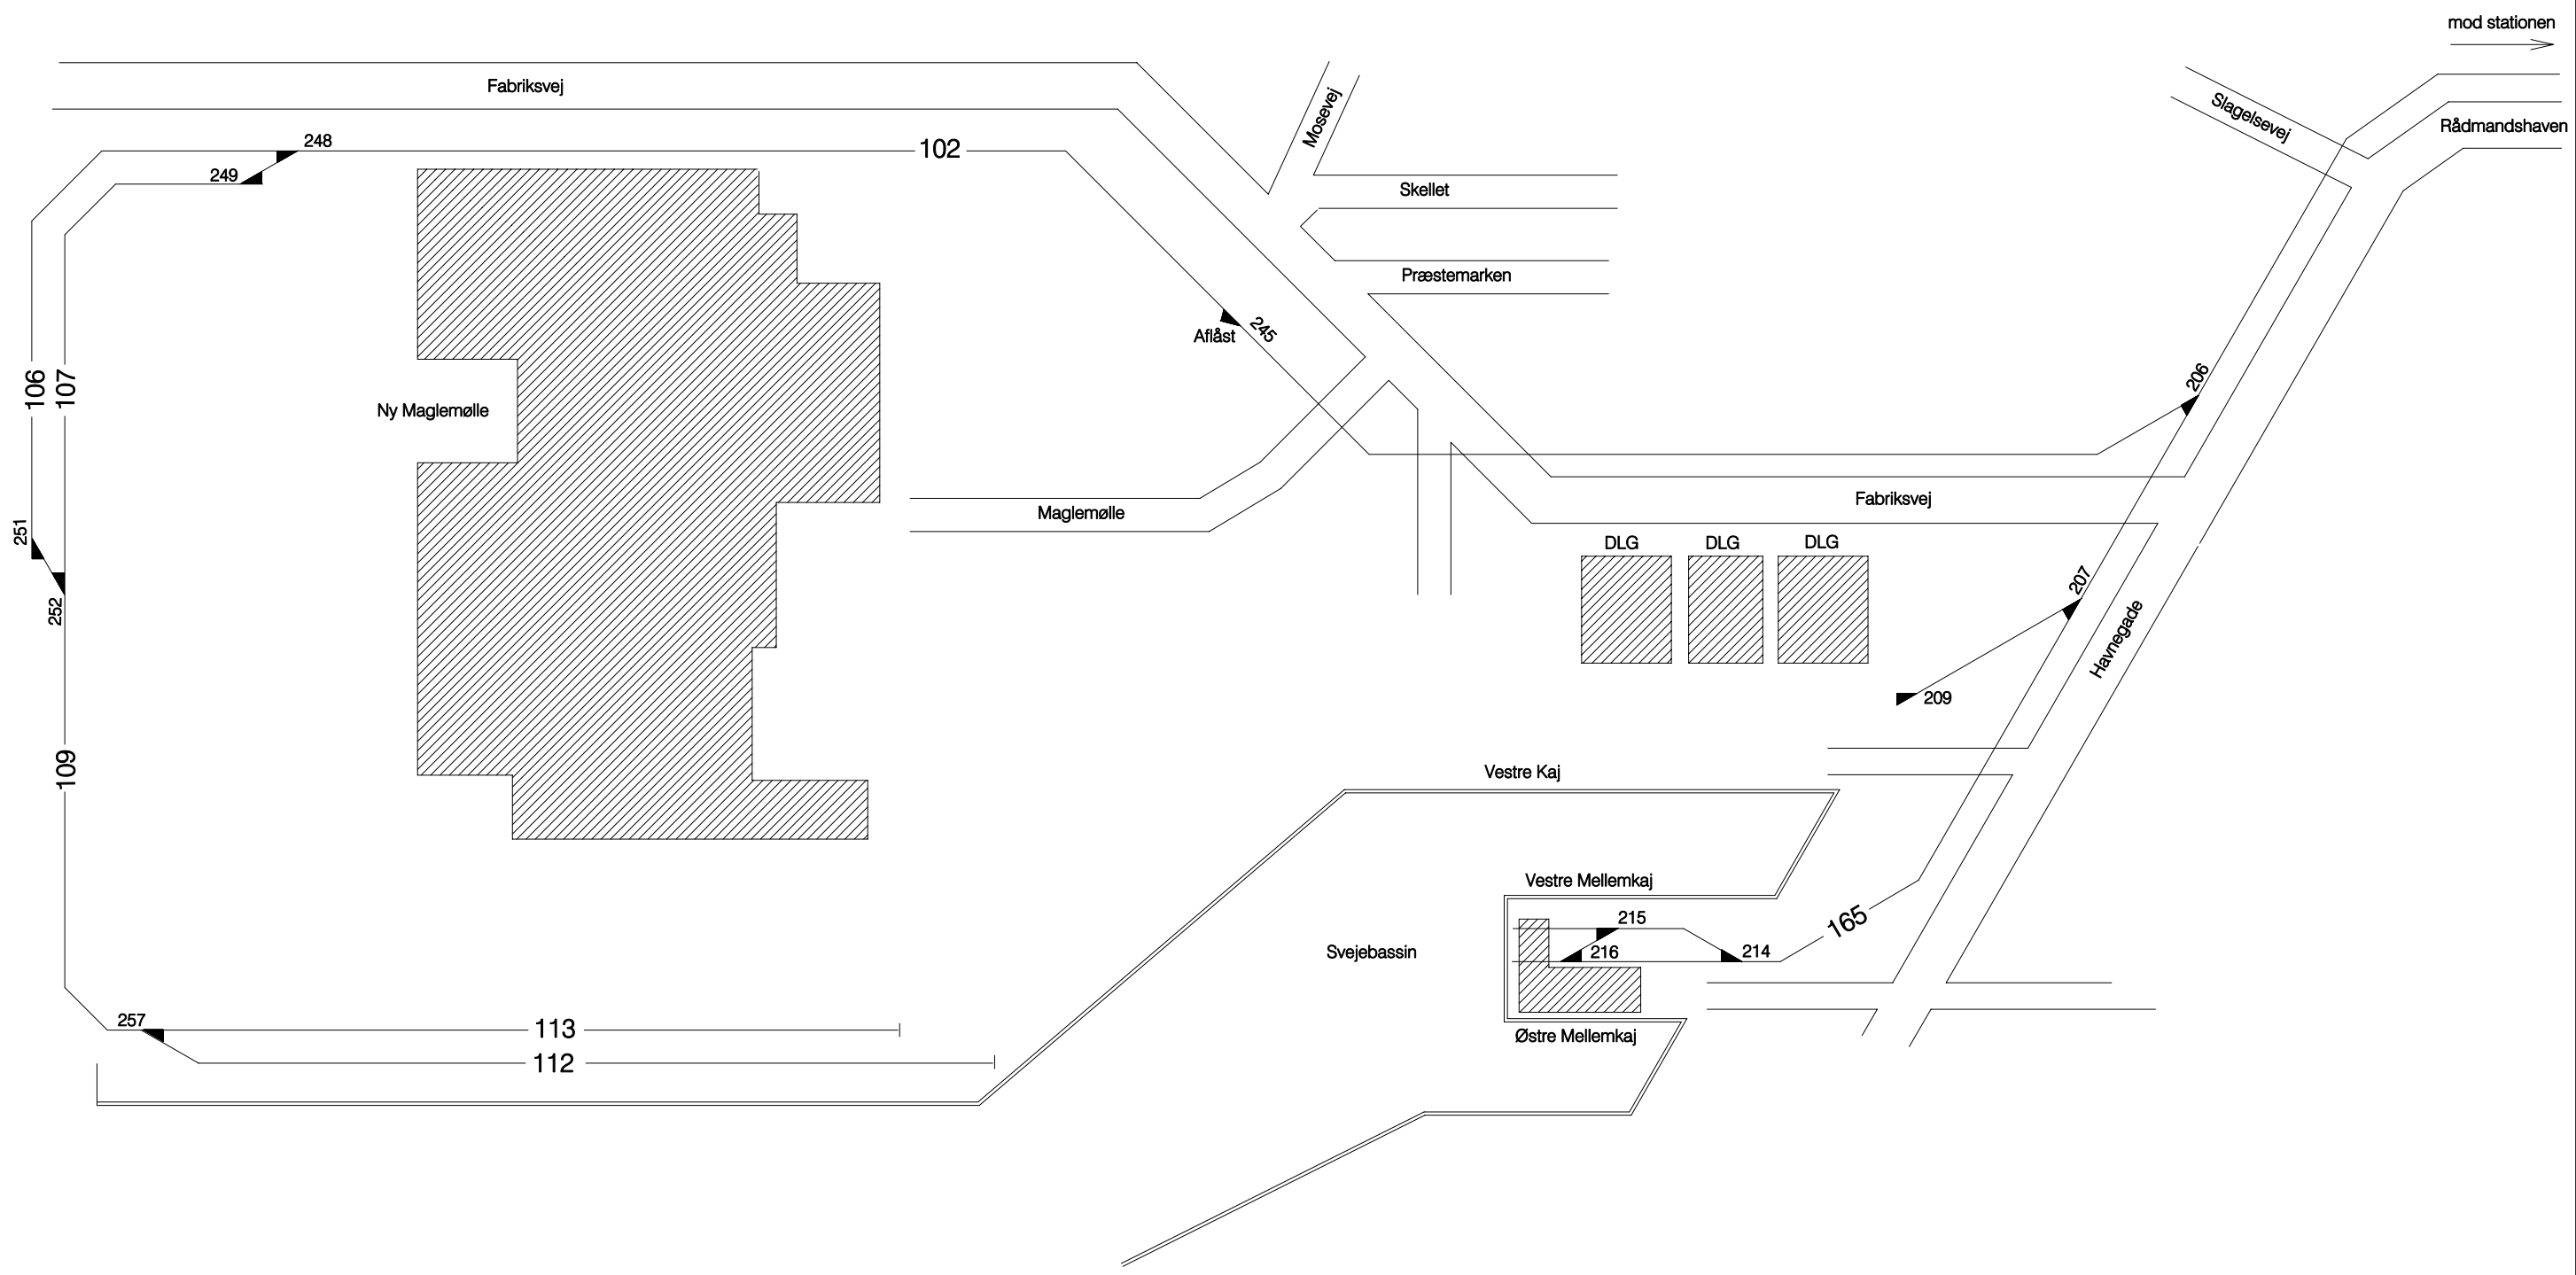 mod stationen
Fabriksvej
Mosevej
Slagelsevej
Rådmandshaven
248
102
249
Skellet
Præstemarken
245
Aflåst
106
107
206
Ny Maglemølle
Fabriksvej
Maglemølle
251
252
DLG
DLG
DLG
207
Havnegade
209
109
Vestre Kaj
Vestre Mellemkaj
215
165
Svejebassin
216
214
257
113
Østre Mellemkaj
112